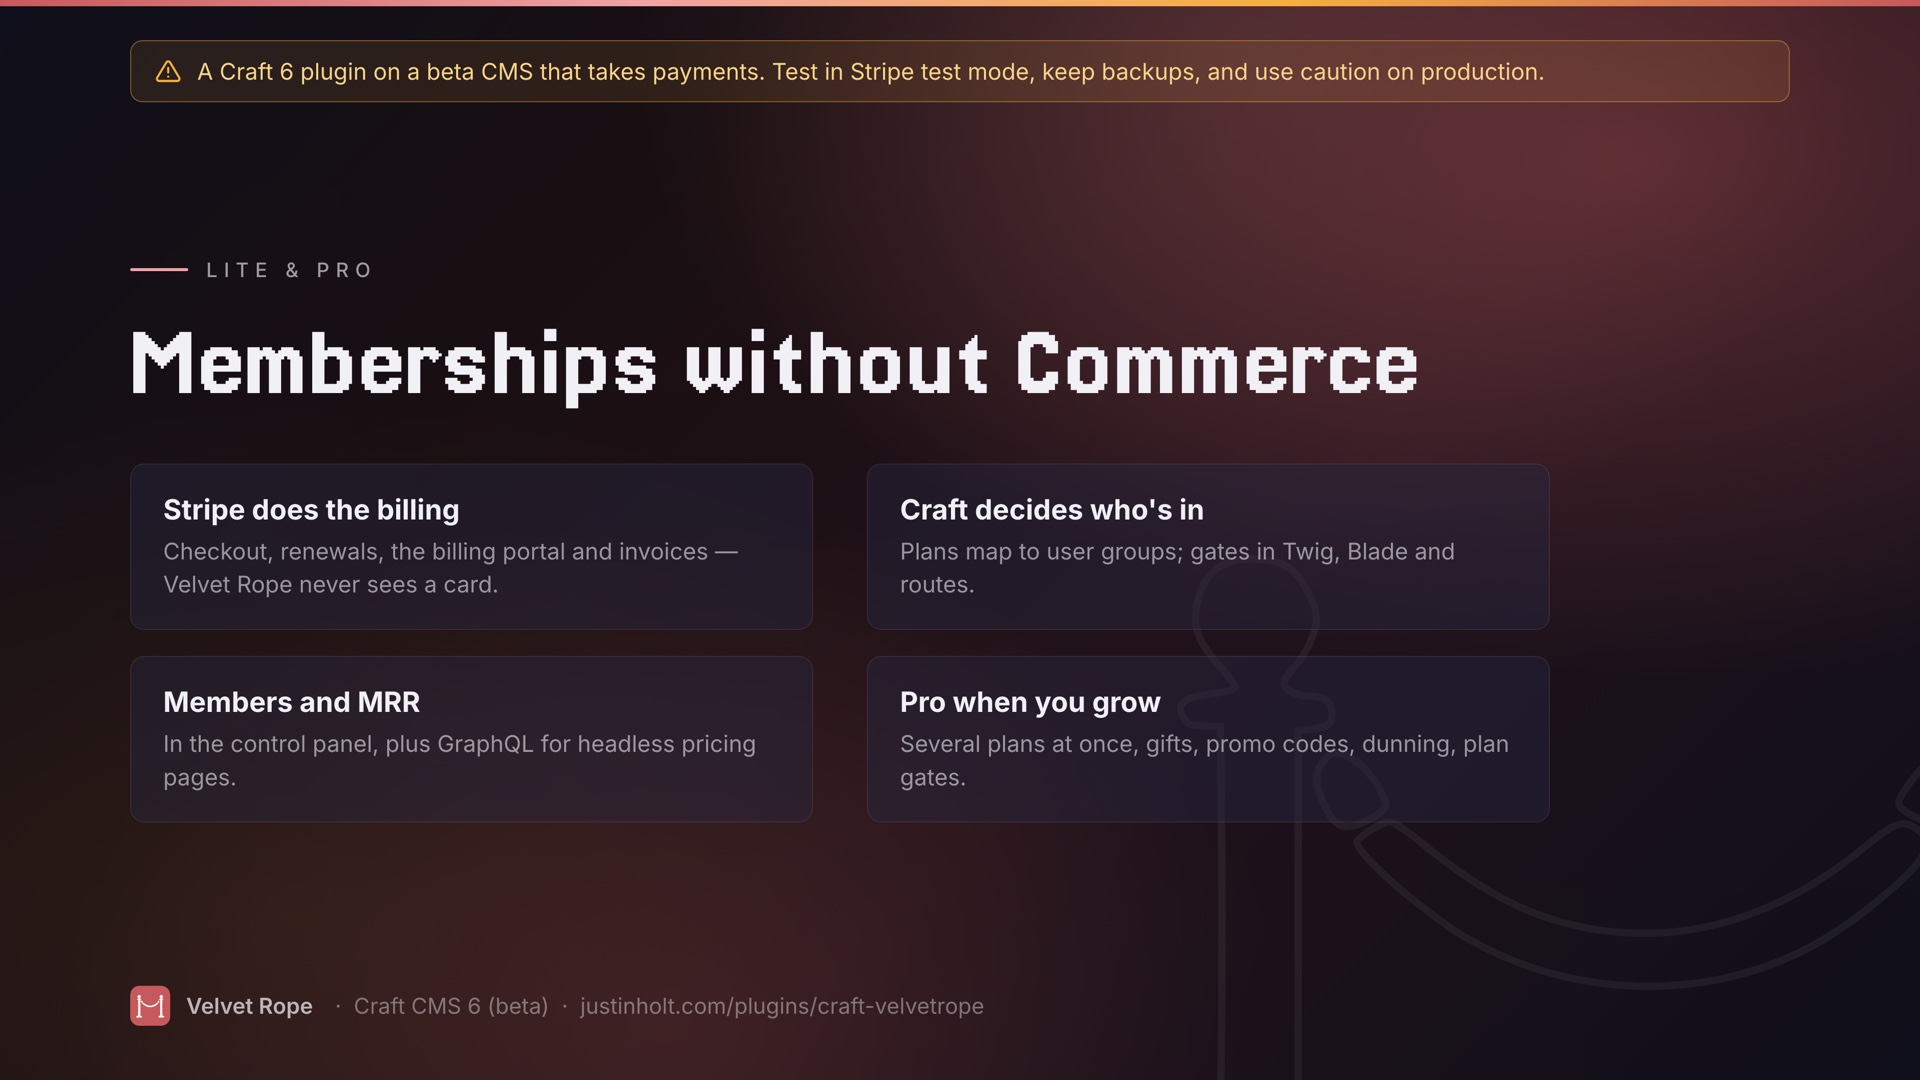 A Craft 6 plugin on a beta CMS that takes payments. Test in Stripe test mode, keep backups, and use caution on production.
LITE & PRO
Memberships without Commerce
Stripe does the billing
Checkout, renewals, the billing portal and invoices —
Velvet Rope never sees a card.
Craft decides who's in
Plans map to user groups; gates in Twig, Blade and
routes.
Members and MRR
In the control panel, plus GraphQL for headless pricing
pages.
Pro when you grow
Several plans at once, gifts, promo codes, dunning, plan
gates.
Velvet Rope · Craft CMS 6 (beta) · justinholt.com/plugins/craft-velvetrope